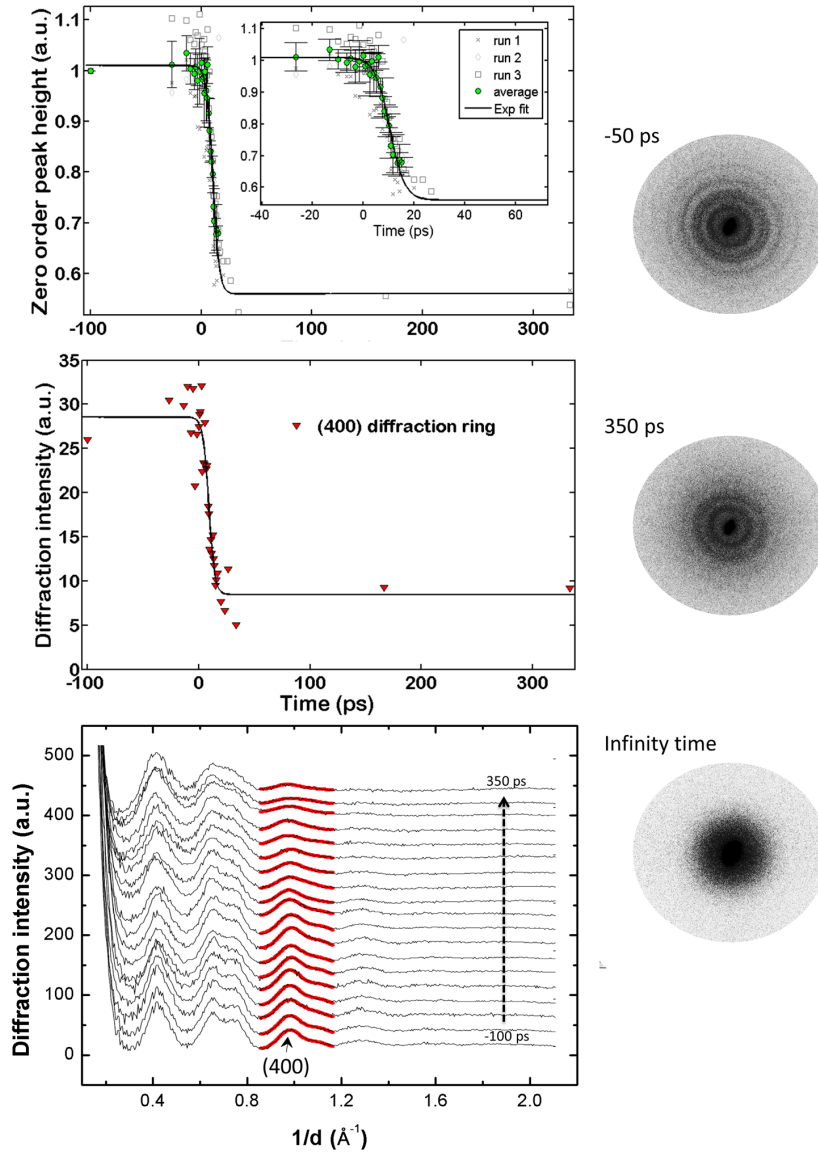 Zero order peak height (a.u.)
1.1
1
0.9
0.8
0.7
0.6
-100
0
100
200
300
1.1
1.0
0.9
0.8
0.7
0.6
-40
-20
0
20
40
60
Time (ps)
run 1
run 2
run 3
average
Exp fit
-50 ps
Diffraction intensity (a.u.)
35
30
25
20
15
10
5
0
-100
0
100
200
300
Time (ps)
(400) diffraction ring
350 ps
Diffraction intensity (a.u.)
500
400
300
200
100
0
0.4
0.8
1.2
1.6
2.0
1/d (Å⁻¹)
350 ps
-100 ps
(400)
Infinity time